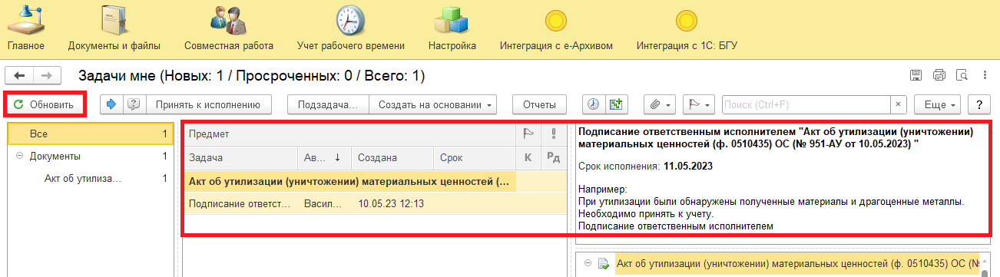 Главное Документы и файлы Совместная работа Учет рабочего времени Настройка Интеграция с е-Архивом Интеграция с 1С: БГУ
Задачи мне (Новых: 1 / Просроченных: 0 / Всего: 1)
Обновить Принять к исполнению Подзадача... Создать на основании Отчеты Поиск (Ctrl+F) × Еще ?
Все 1
Документы 1
Акт об утилиза... 1
Предмет
Задача Ав... ↓ Создана Срок К Рд
Акт об утилизации (уничтожении) материальных ценностей (...
Подписание ответст... Васил... 10.05.23 12:13
Подписание ответственным исполнителем "Акт об утилизации (уничтожении)
материальных ценностей (ф. 0510435) ОС (№ 951-АУ от 10.05.2023) "
Срок исполнения: 11.05.2023
Например:
При утилизации были обнаружены полученные материалы и драгоценные металлы.
Необходимо принять к учету.
Подписание ответственным исполнителем
Акт об утилизации (уничтожении) материальных ценностей (ф. 0510435) ОС (№